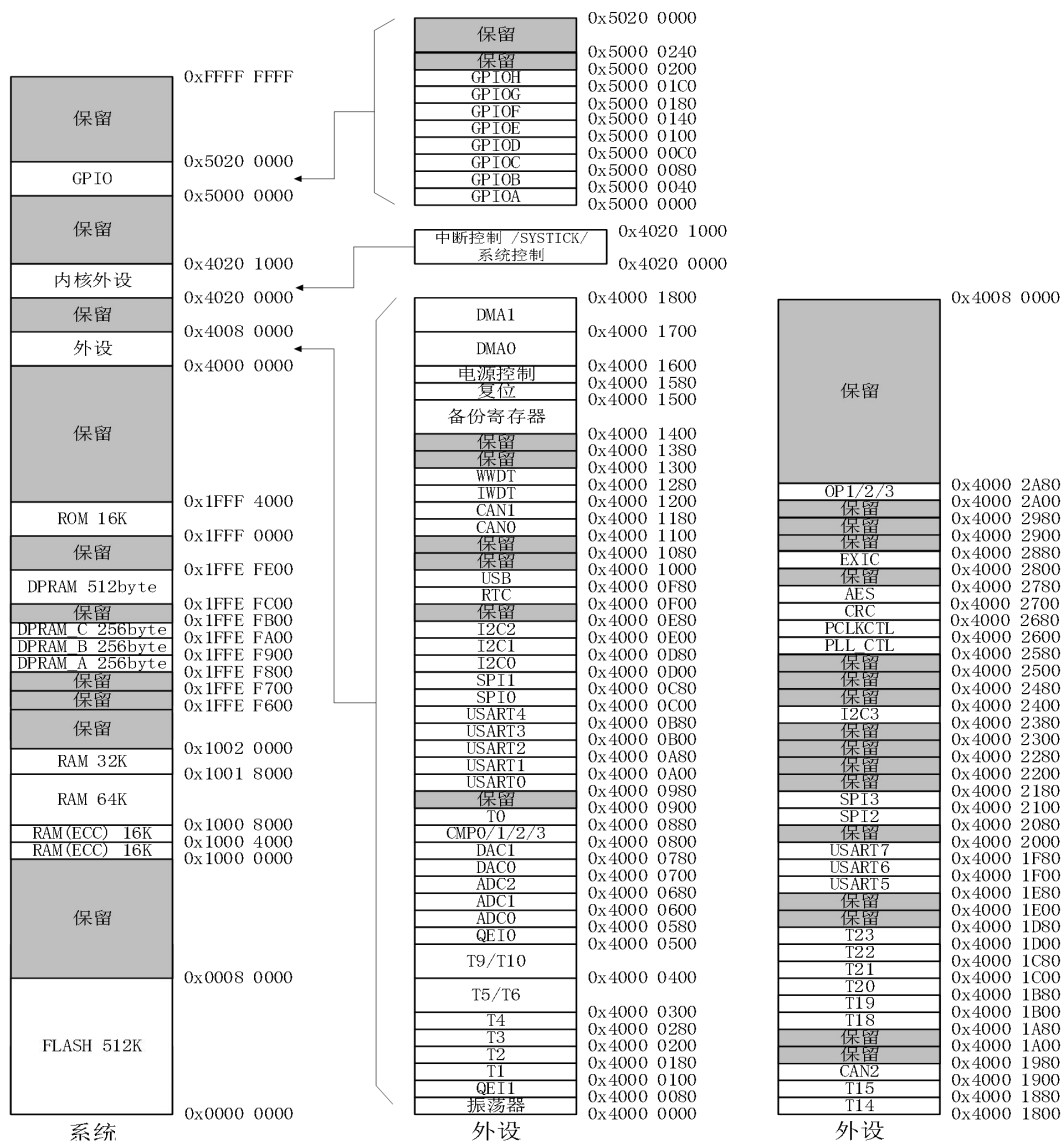 0xFFFF FFFF
保留
0x5020 0000
GPIO
0x5000 0000
保留
0x4020 1000
内核外设
0x4020 0000
保留
0x4008 0000
外设
0x4000 0000
保留
0x1FFF 4000
ROM 16K
0x1FFF 0000
保留
0x1FFE FE00
DPRAM 512byte
0x1FFE FC00
保留
0x1FFE FB00
DPRAM C 256byte
0x1FFE FA00
DPRAM B 256byte
0x1FFE F900
DPRAM A 256byte
0x1FFE F800
保留
0x1FFE F700
保留
0x1FFE F600
保留
0x1002 0000
RAM 32K
0x1001 8000
RAM 64K
0x1000 8000
RAM(ECC) 16K
0x1000 4000
RAM(ECC) 16K
0x1000 0000
保留
0x0008 0000
FLASH 512K
0x0000 0000
系统
0x5020 0000
保留
0x5000 0240
保留
0x5000 0200
GPIOH
0x5000 01C0
GPIOG
0x5000 0180
GPIOF
0x5000 0140
GPIOE
0x5000 0100
GPIOD
0x5000 00C0
GPIOC
0x5000 0080
GPIOB
0x5000 0040
GPIOA
0x5000 0000
0x4020 1000
中断控制 /SYSTICK/
系统控制
0x4020 0000
0x4000 1800
DMA1
0x4000 1700
DMA0
0x4000 1600
电源控制
0x4000 1580
复位
0x4000 1500
备份寄存器
0x4000 1400
保留
0x4000 1380
保留
0x4000 1300
WWDT
0x4000 1280
IWDT
0x4000 1200
CAN1
0x4000 1180
CAN0
0x4000 1100
保留
0x4000 1080
保留
0x4000 1000
USB
0x4000 0F80
RTC
0x4000 0F00
保留
0x4000 0E80
I2C2
0x4000 0E00
I2C1
0x4000 0D80
I2C0
0x4000 0D00
SPI1
0x4000 0C80
SPI0
0x4000 0C00
USART4
0x4000 0B80
USART3
0x4000 0B00
USART2
0x4000 0A80
USART1
0x4000 0A00
USART0
0x4000 0980
保留
0x4000 0900
T0
0x4000 0880
CMP0/1/2/3
0x4000 0800
DAC1
0x4000 0780
DAC0
0x4000 0700
ADC2
0x4000 0680
ADC1
0x4000 0600
ADC0
0x4000 0580
QEI0
0x4000 0500
T9/T10
0x4000 0400
T5/T6
0x4000 0300
T4
0x4000 0280
T3
0x4000 0200
T2
0x4000 0180
T1
0x4000 0100
QEI1
0x4000 0080
振荡器
0x4000 0000
外设
0x4008 0000
保留
0x4000 2A80
OP1/2/3
0x4000 2A00
保留
0x4000 2980
保留
0x4000 2900
保留
0x4000 2880
EXIC
0x4000 2800
保留
0x4000 2780
AES
0x4000 2700
CRC
0x4000 2680
PCLKCTL
0x4000 2600
PLL CTL
0x4000 2580
保留
0x4000 2500
保留
0x4000 2480
保留
0x4000 2400
I2C3
0x4000 2380
保留
0x4000 2300
保留
0x4000 2280
保留
0x4000 2200
保留
0x4000 2180
SPI3
0x4000 2100
SPI2
0x4000 2080
保留
0x4000 2000
USART7
0x4000 1F80
USART6
0x4000 1F00
USART5
0x4000 1E80
保留
0x4000 1E00
保留
0x4000 1D80
T23
0x4000 1D00
T22
0x4000 1C80
T21
0x4000 1C00
T20
0x4000 1B80
T19
0x4000 1B00
T18
0x4000 1A80
保留
0x4000 1A00
保留
0x4000 1980
CAN2
0x4000 1900
T15
0x4000 1880
T14
0x4000 1800
外设